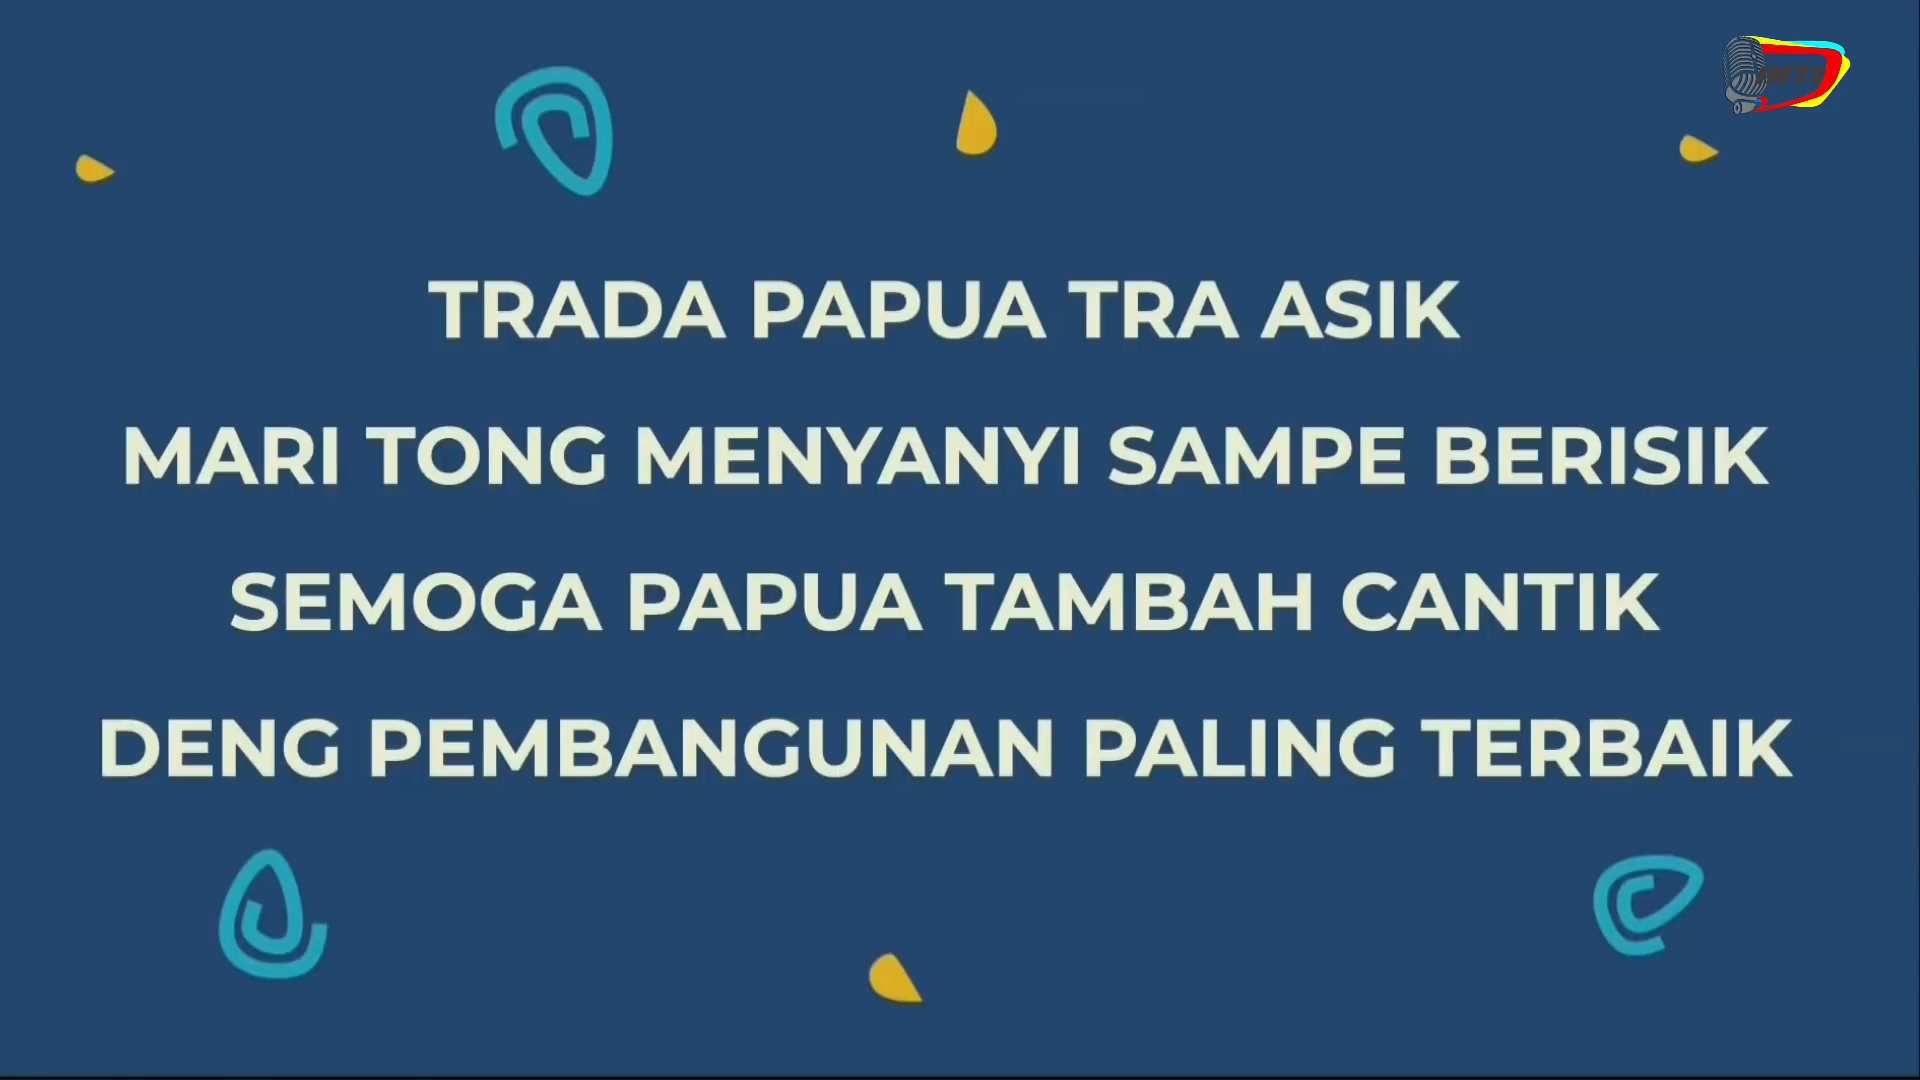 TRADA PAPUA TRA ASIK
MARI TONG MENYANYI SAMPE BERISIK
SEMOGA PAPUA TAMBAH CANTIK
DENG PEMBANGUNAN PALING TERBAIK